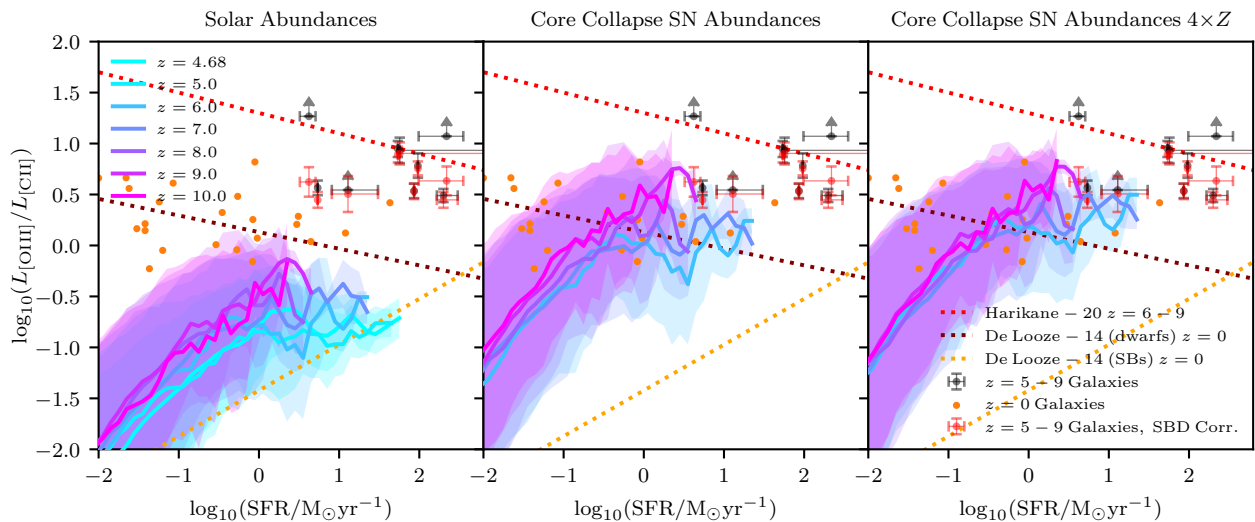 Solar Abundances
Core Collapse SN Abundances
Core Collapse SN Abundances 4×Z
log₁₀(L[OIII]/L[CII])
2.0
1.5
1.0
0.5
0.0
−0.5
−1.0
−1.5
−2.0
z = 4.68
z = 5.0
z = 6.0
z = 7.0
z = 8.0
z = 9.0
z = 10.0
Harikane − 20 z = 6 − 9
De Looze − 14 (dwarfs) z = 0
De Looze − 14 (SBs) z = 0
z = 5 − 9 Galaxies
z = 0 Galaxies
z = 5 − 9 Galaxies, SBD Corr.
−2 −1 0 1 2
−2 −1 0 1 2
−2 −1 0 1 2
log₁₀(SFR/M⊙yr⁻¹)
log₁₀(SFR/M⊙yr⁻¹)
log₁₀(SFR/M⊙yr⁻¹)